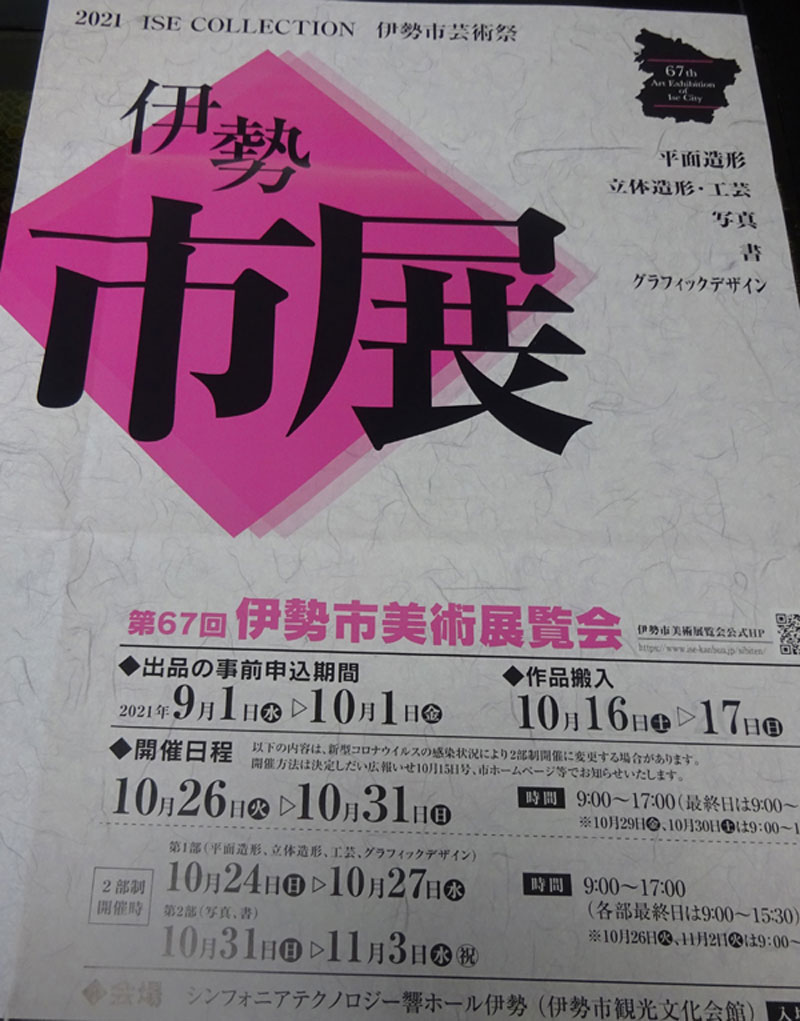 2021 ISE COLLECTION 伊勢市芸術祭
67th
Art Exhibition
of
Ise City
伊勢
市展
平面造形
立体造形・工芸
写真
書
グラフィックデザイン
第67回 伊勢市美術展覧会
伊勢市美術展覧会公式HP
https://www.ise-kanbun.jp/sibiten/
◆出品の事前申込期間
2021年9月1日水▷10月1日金
◆作品搬入
10月16日土▷17日日
◆開催日程
以下の内容は、新型コロナウイルスの感染状況により2部制開催に変更する場合があります。
開催方法は決定しだい広報いせ10月15日号、市ホームページ等でお知らせいたします。
10月26日火▷10月31日日
時間 9:00〜17:00(最終日は9:00〜
※10月29日金、10月30日土は9:00〜1
2部制
開催時
第1部(平面造形、立体造形、工芸、グラフィックデザイン)
10月24日日▷10月27日水
第2部(写真、書)
10月31日日▷11月3日水祝
時間 9:00〜17:00
(各部最終日は9:00〜15:30)
※10月26日火、11月2日火は9:00〜
◆会場 シンフォニアテクノロジー響ホール伊勢(伊勢市観光文化会館)